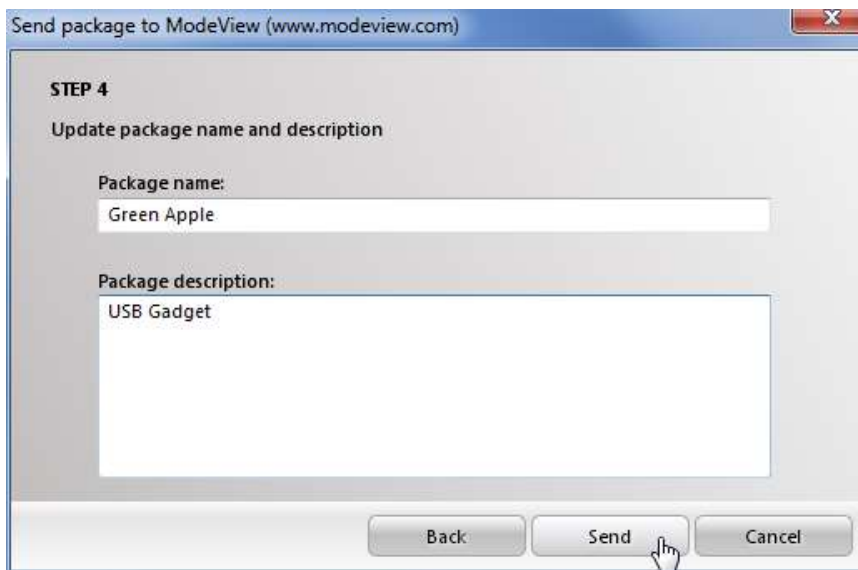 Send package to ModeView (www.modeview.com)
STEP 4
Update package name and description
Package name:
Green Apple
Package description:
USB Gadget
Back
Send
Cancel